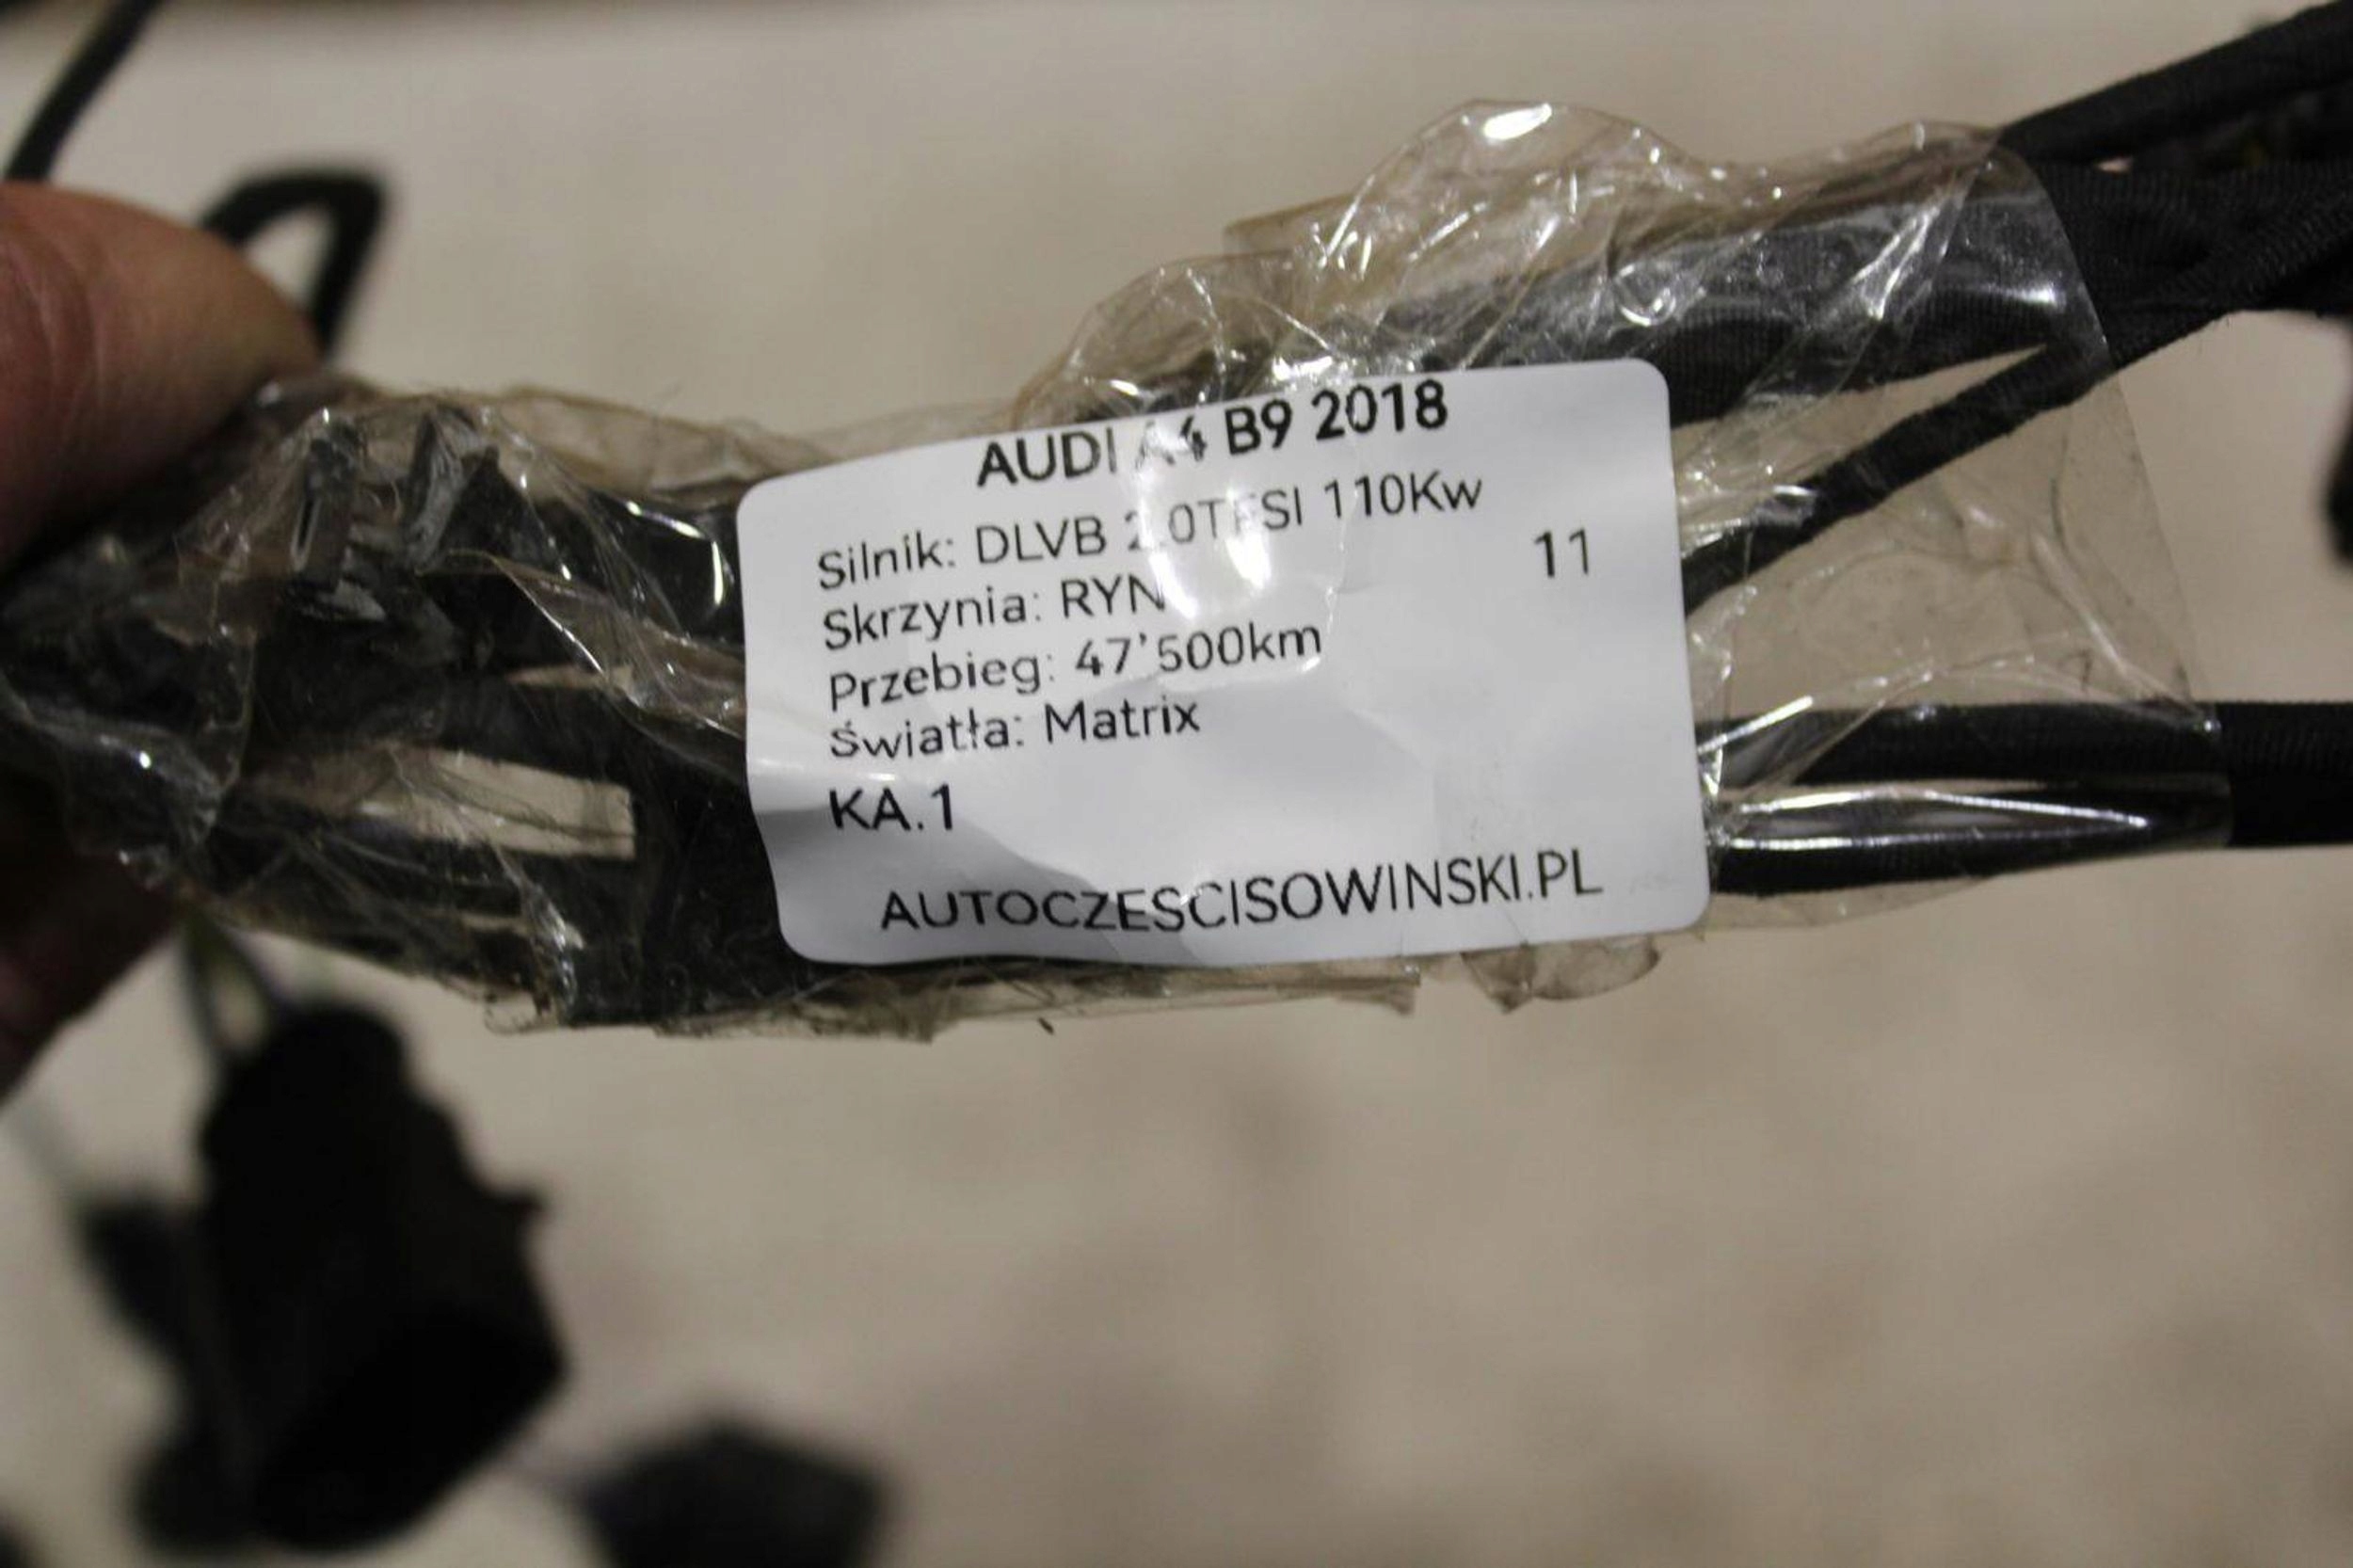 AUDI A4 B9 2018
Silnik: DLVB 2.0TFSI 110Kw
11
Skrzynia: RYN
Przebieg: 47'500km
Światła: Matrix
KA.1
AUTOCZESCISOWINSKI.PL